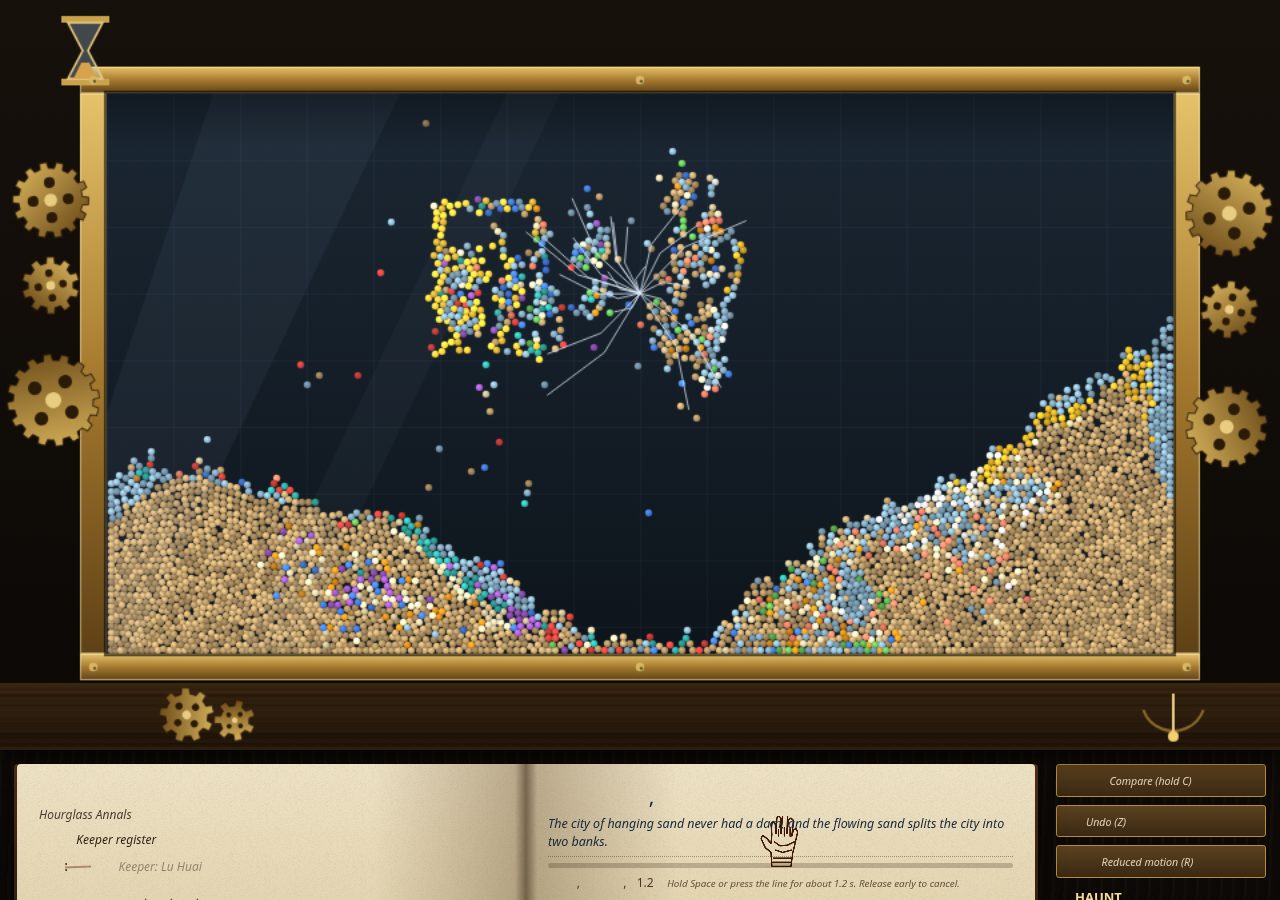 Hourglass Annals
Keeper register
Keeper: Lu Huai
,
The city of hanging sand never had a dam, and the flowing sand splits the city into
two banks.
, , 1.2 Hold Space or press the line for about 1.2 s. Release early to cancel.
Compare (hold C)
Undo (Z)
Reduced motion (R)
HAUNT